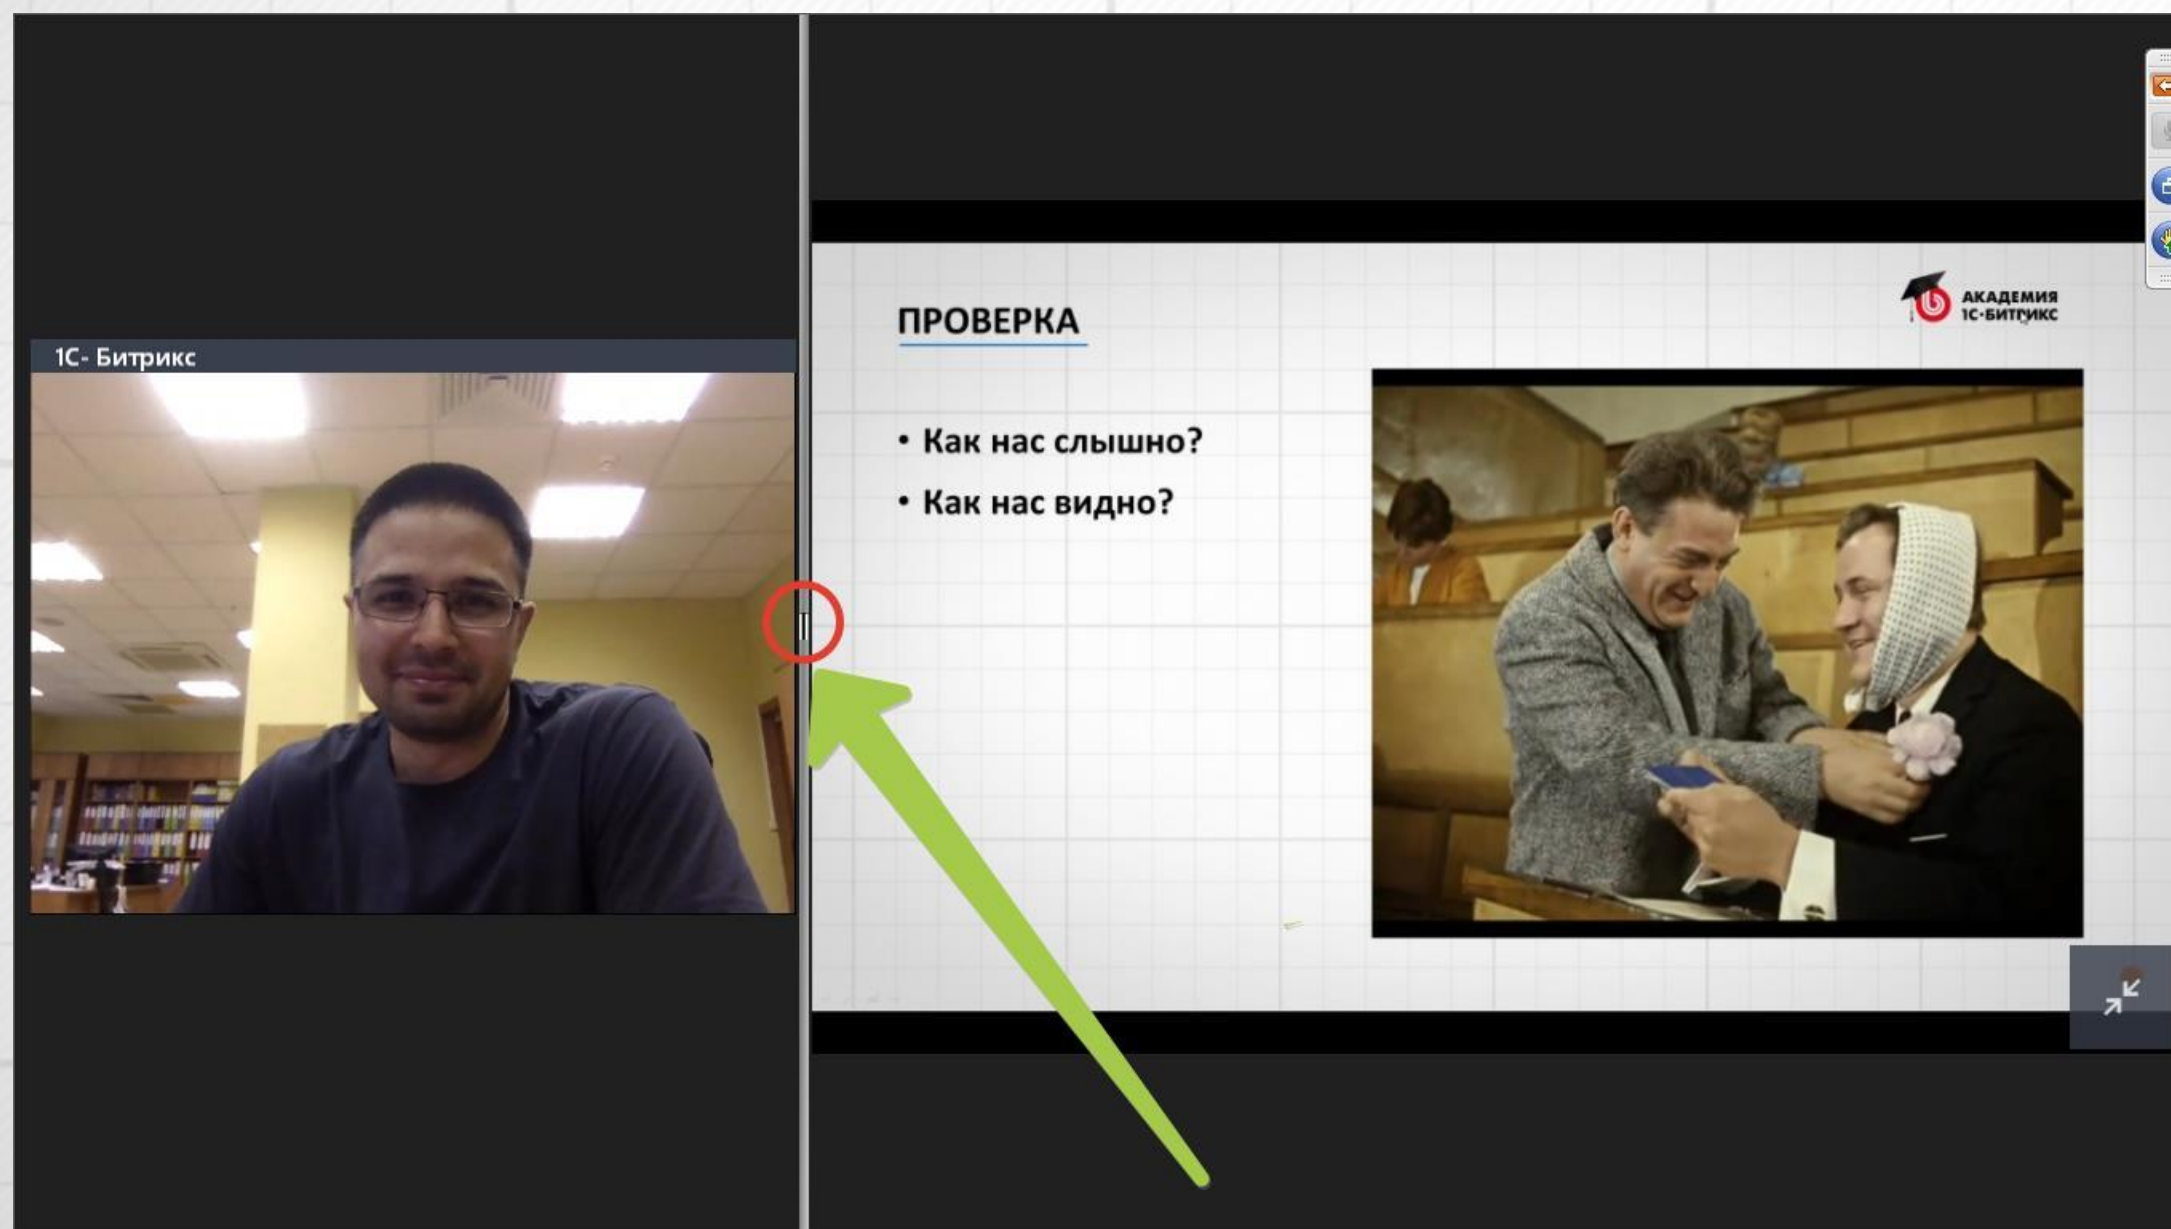 1С- Битрикс
ПРОВЕРКА
АКАДЕМИЯ
1С-БИТРИКС
• Как нас слышно?
• Как нас видно?